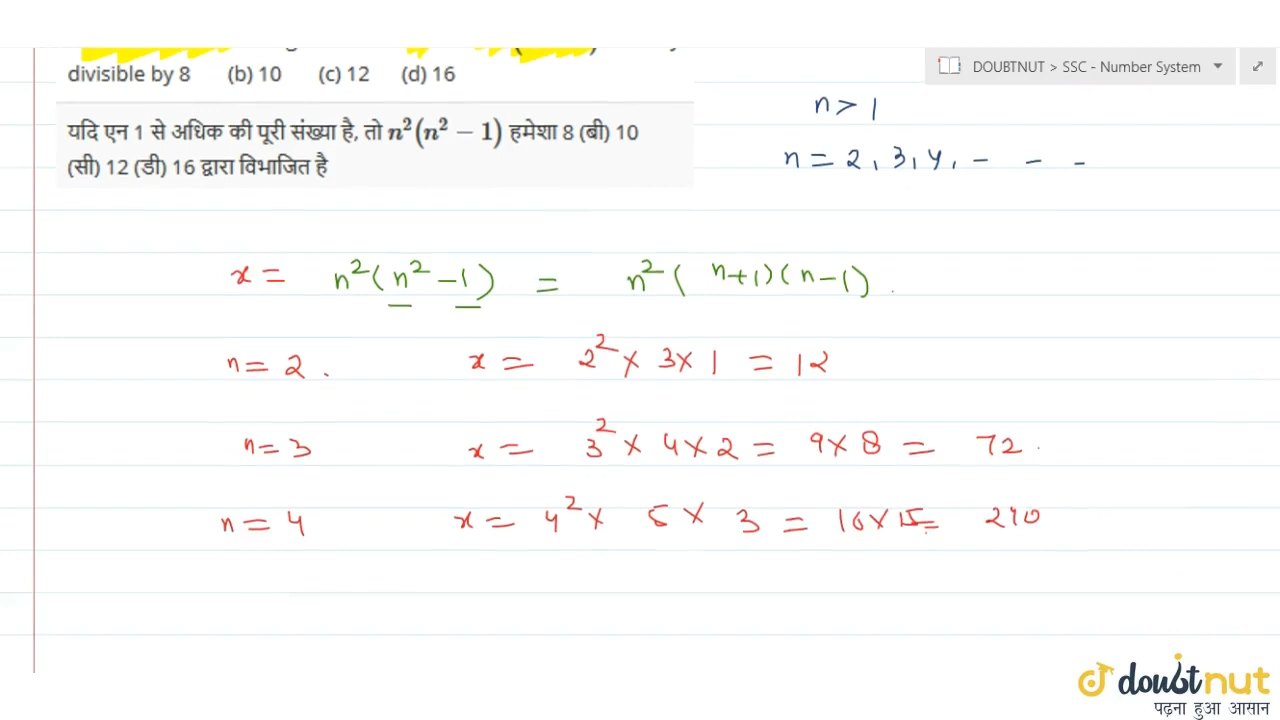 divisible by 8 (b) 10 (c) 12 (d) 16
DOUBTNUT > SSC - Number System
यदि एन 1 से अधिक की पूरी संख्या है, तो n²(n² − 1) हमेशा 8 (बी) 10
(सी) 12 (डी) 16 द्वारा विभाजित है
n > 1
n = 2, 3, 4, - - -
x = n²(n² - 1) = n²(n+1)(n-1).
n = 2. x = 2² × 3 × 1 = 12
n = 3 x = 3² × 4 × 2 = 9 × 8 = 72.
n = 4 x = 4² × 5 × 3 = 16 × 15 = 240
doubtnut
पढ़ना हुआ आसान